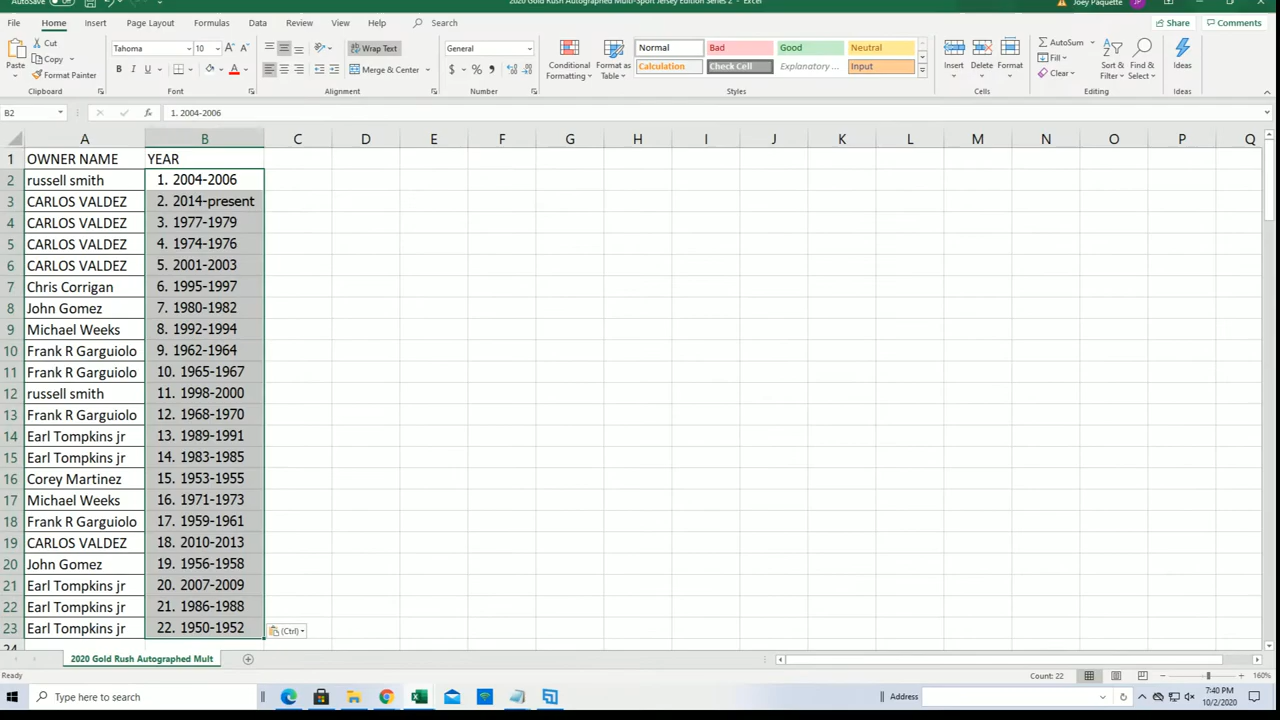 AutoSave
2020 Gold Rush Autographed Multi-Sport Jersey Edition Series 2 - Excel
Joey Paquette JP
File Home Insert Page Layout Formulas Data Review View Help Search Share Comments
Cut Copy Format Painter Paste Clipboard
Tahoma 10 A A B I U A Font
Wrap Text Merge & Center Alignment
General $ % Number
Conditional Formatting Format as Table
Normal Bad Good Neutral
Calculation Check Cell Explanatory ... Input
Styles
Insert Delete Format Cells
AutoSum Fill Clear Sort & Filter Find & Select Editing
Ideas Ideas
B2 fx 1. 2004-2006
A B C D E F G H I J K L M N O P Q
1 OWNER NAME YEAR
2 russell smith 1. 2004-2006
3 CARLOS VALDEZ 2. 2014-present
4 CARLOS VALDEZ 3. 1977-1979
5 CARLOS VALDEZ 4. 1974-1976
6 CARLOS VALDEZ 5. 2001-2003
7 Chris Corrigan 6. 1995-1997
8 John Gomez 7. 1980-1982
9 Michael Weeks 8. 1992-1994
10 Frank R Garguiolo 9. 1962-1964
11 Frank R Garguiolo 10. 1965-1967
12 russell smith 11. 1998-2000
13 Frank R Garguiolo 12. 1968-1970
14 Earl Tompkins jr 13. 1989-1991
15 Earl Tompkins jr 14. 1983-1985
16 Corey Martinez 15. 1953-1955
17 Michael Weeks 16. 1971-1973
18 Frank R Garguiolo 17. 1959-1961
19 CARLOS VALDEZ 18. 2010-2013
20 John Gomez 19. 1956-1958
21 Earl Tompkins jr 20. 2007-2009
22 Earl Tompkins jr 21. 1986-1988
23 Earl Tompkins jr 22. 1950-1952
(Ctrl)
24
2020 Gold Rush Autographed Mult
Ready Count: 22 160%
Type here to search Address 7:40 PM
10/2/2020